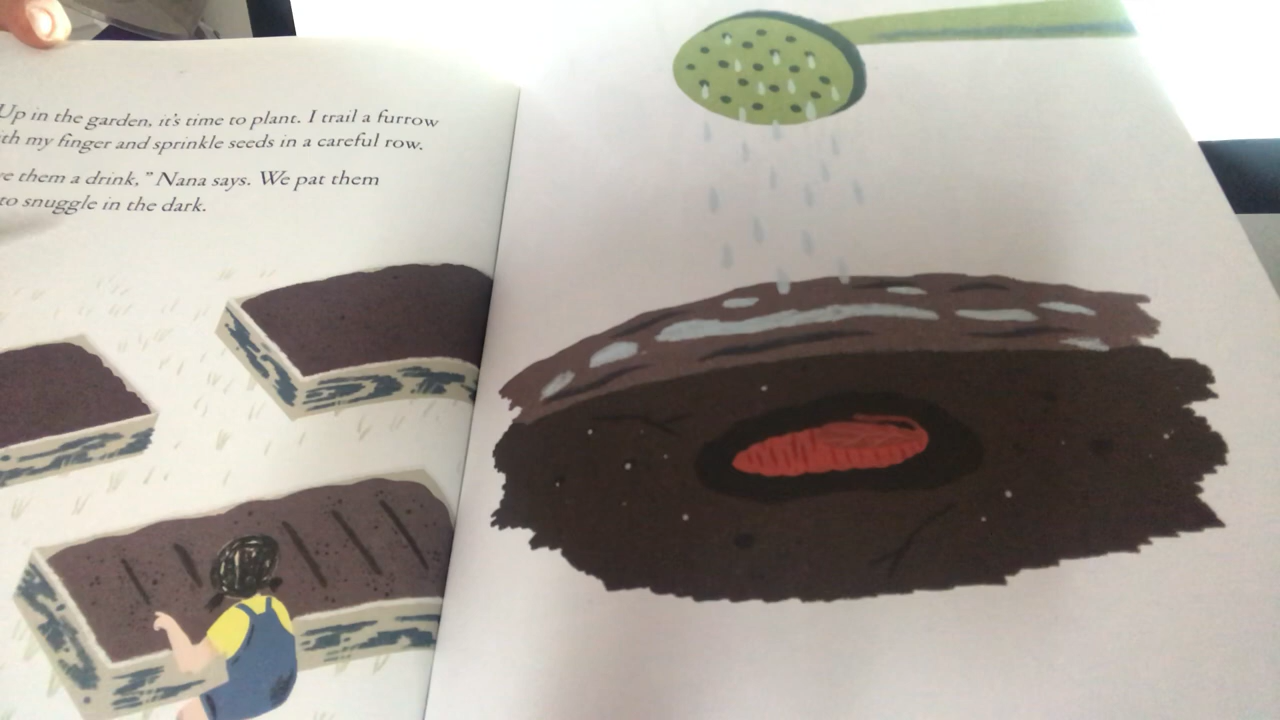 Up in the garden, it's time to plant. I trail a furrow
my finger and sprinkle seeds in a careful row.
them a drink," Nana says. We pat them
to snuggle in the dark.